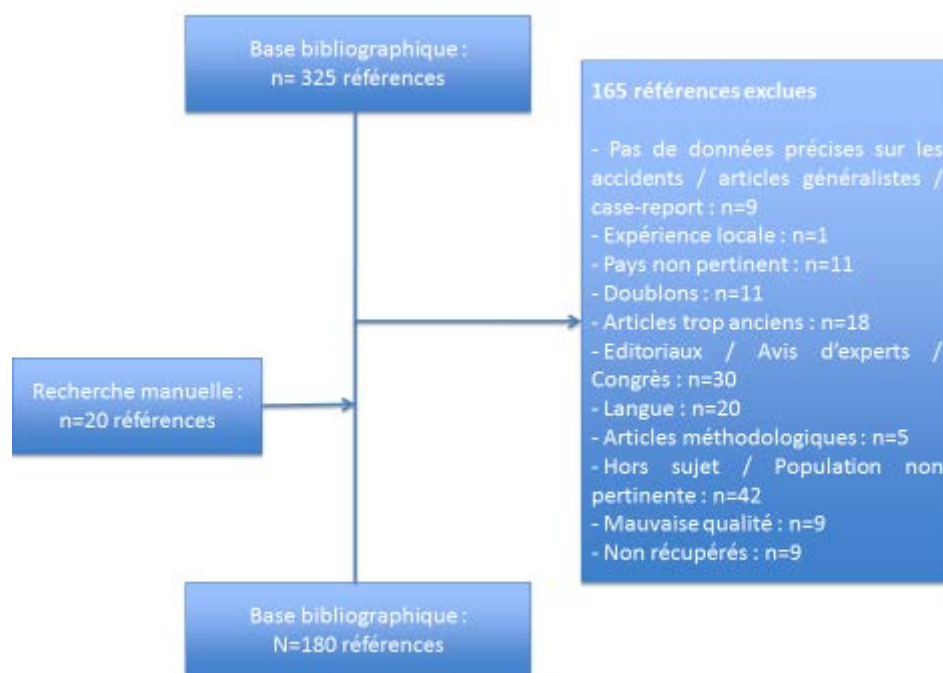 Base bibliographique :
n= 325 références
165 références exclues
- Pas de données précises sur les
accidents / articles généralistes /
case-report : n=9
- Expérience locale : n=1
- Pays non pertinent : n=11
- Doublons : n=11
- Articles trop anciens : n=18
- Editoriaux / Avis d'experts /
Congrès : n=30
- Langue : n=20
- Articles méthodologiques : n=5
- Hors sujet / Population non
pertinente : n=42
- Mauvaise qualité : n=9
- Non récupérés : n=9
Recherche manuelle :
n=20 références
Base bibliographique :
N=180 références